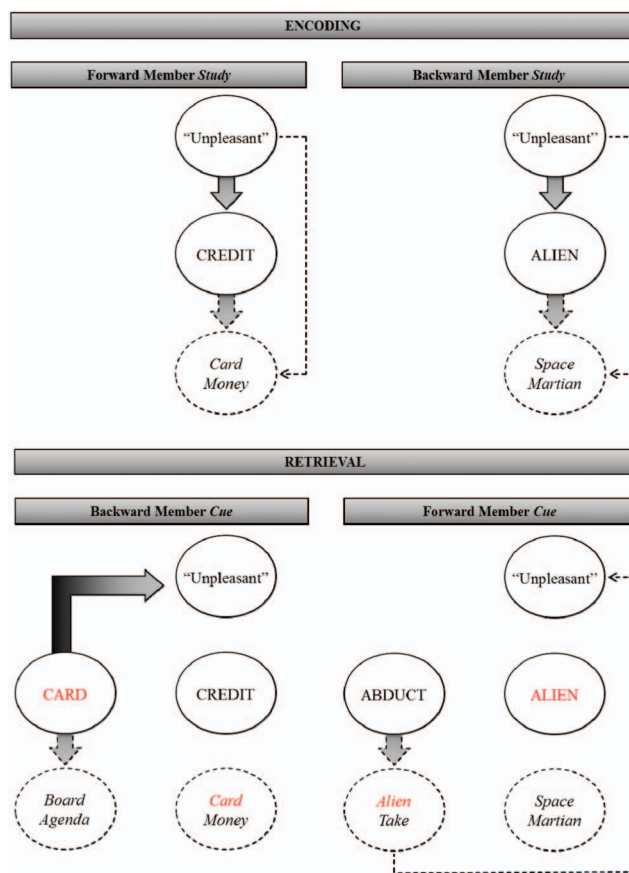 ENCODING
Forward Member Study
Backward Member Study
“Unpleasant”
“Unpleasant”
CREDIT
ALIEN
Card
Money
Space
Martian
RETRIEVAL
Backward Member Cue
Forward Member Cue
“Unpleasant”
“Unpleasant”
CARD
CREDIT
ABDUCT
ALIEN
Board
Agenda
Card
Money
Alien
Take
Space
Martian